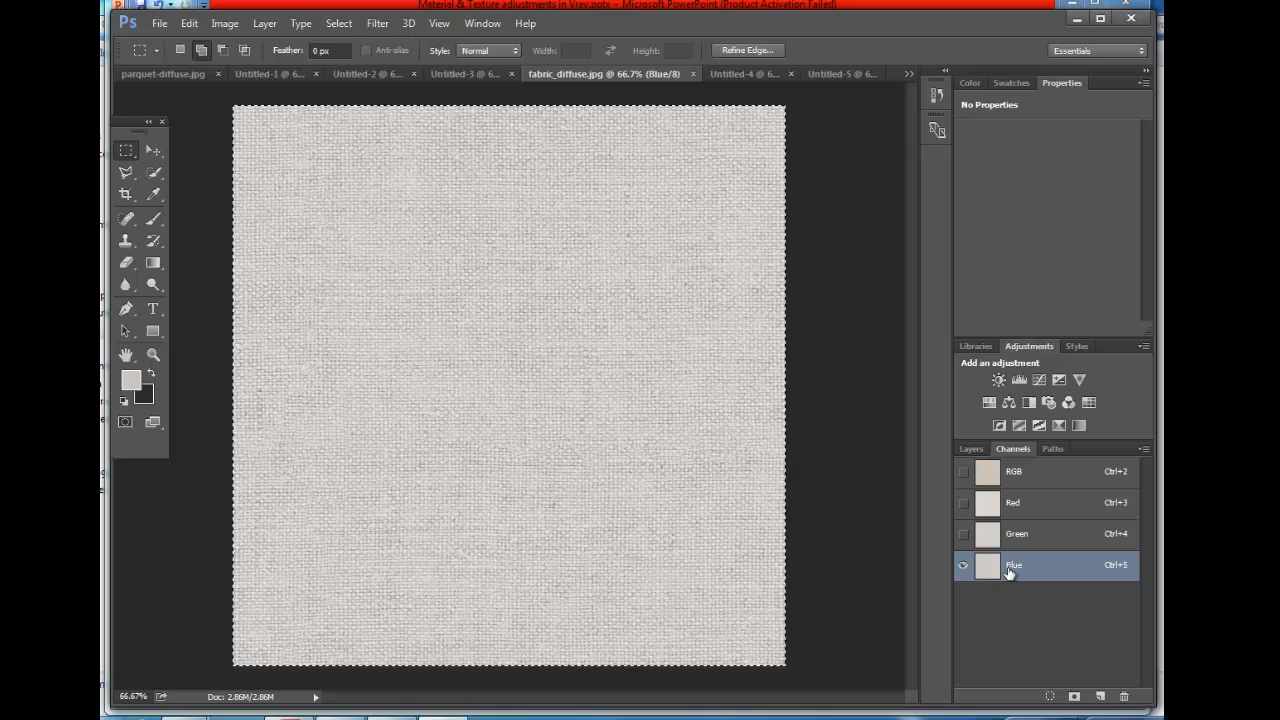 Material & Texture adjustments in Vray.pptx - Microsoft PowerPoint (Product Activation Failed)
Ps File Edit Image Layer Type Select Filter 3D View Window Help
Feather: 0 px Anti-alias Style: Normal Width: Height: Refine Edge... Essentials
parquet-diffuse.jpg Untitled-1 @ 6... Untitled-2 @ 6... Untitled-3 @ 6... fabric_diffuse.jpg @ 66.7% (Blue/8) Untitled-4 @ 6... Untitled-5 @ 6...
Color Swatches Properties
No Properties
Libraries Adjustments Styles
Add an adjustment
Layers Channels Paths
RGB Ctrl+2
Red Ctrl+3
Green Ctrl+4
Blue Ctrl+5
66.67% Doc: 2.86M/2.86M